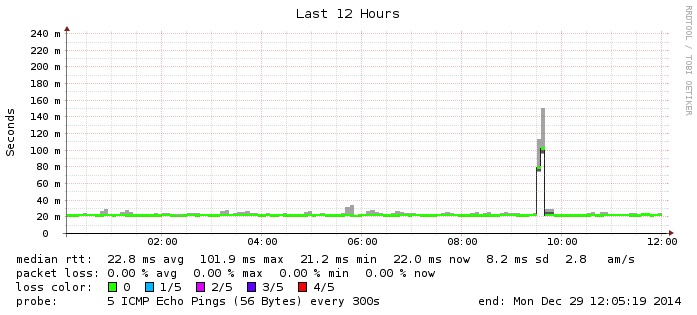 Last 12 Hours
RRDTOOL / TOBI OETIKER
Seconds
240 m
220 m
200 m
180 m
160 m
140 m
120 m
100 m
80 m
60 m
40 m
20 m
0
02:00 04:00 06:00 08:00 10:00 12:00
median rtt: 22.8 ms avg 101.9 ms max 21.2 ms min 22.0 ms now 8.2 ms sd 2.8 am/s
packet loss: 0.00 % avg 0.00 % max 0.00 % min 0.00 % now
loss color: 0 1/5 2/5 3/5 4/5
probe: 5 ICMP Echo Pings (56 Bytes) every 300s end: Mon Dec 29 12:05:19 2014